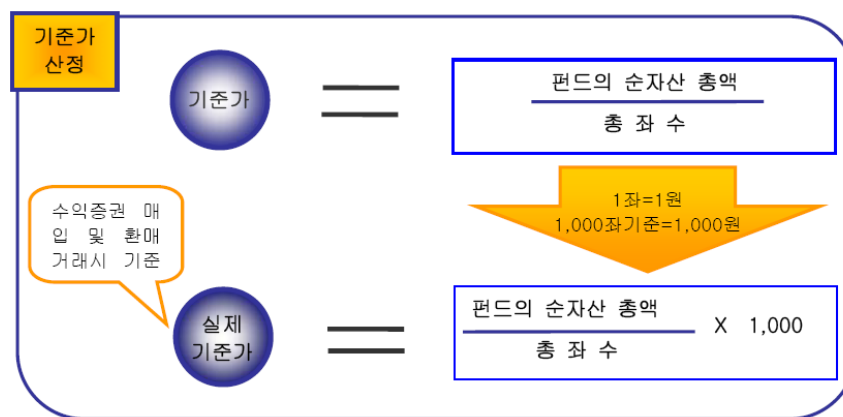 기준가
산정
기준가
펀드의 순자산 총액
총 좌 수
1좌=1원
1,000좌기준=1,000원
수익증권 매
입 및 환매
거래시 기준
실제
기준가
펀드의 순자산 총액
총 좌 수
X 1,000